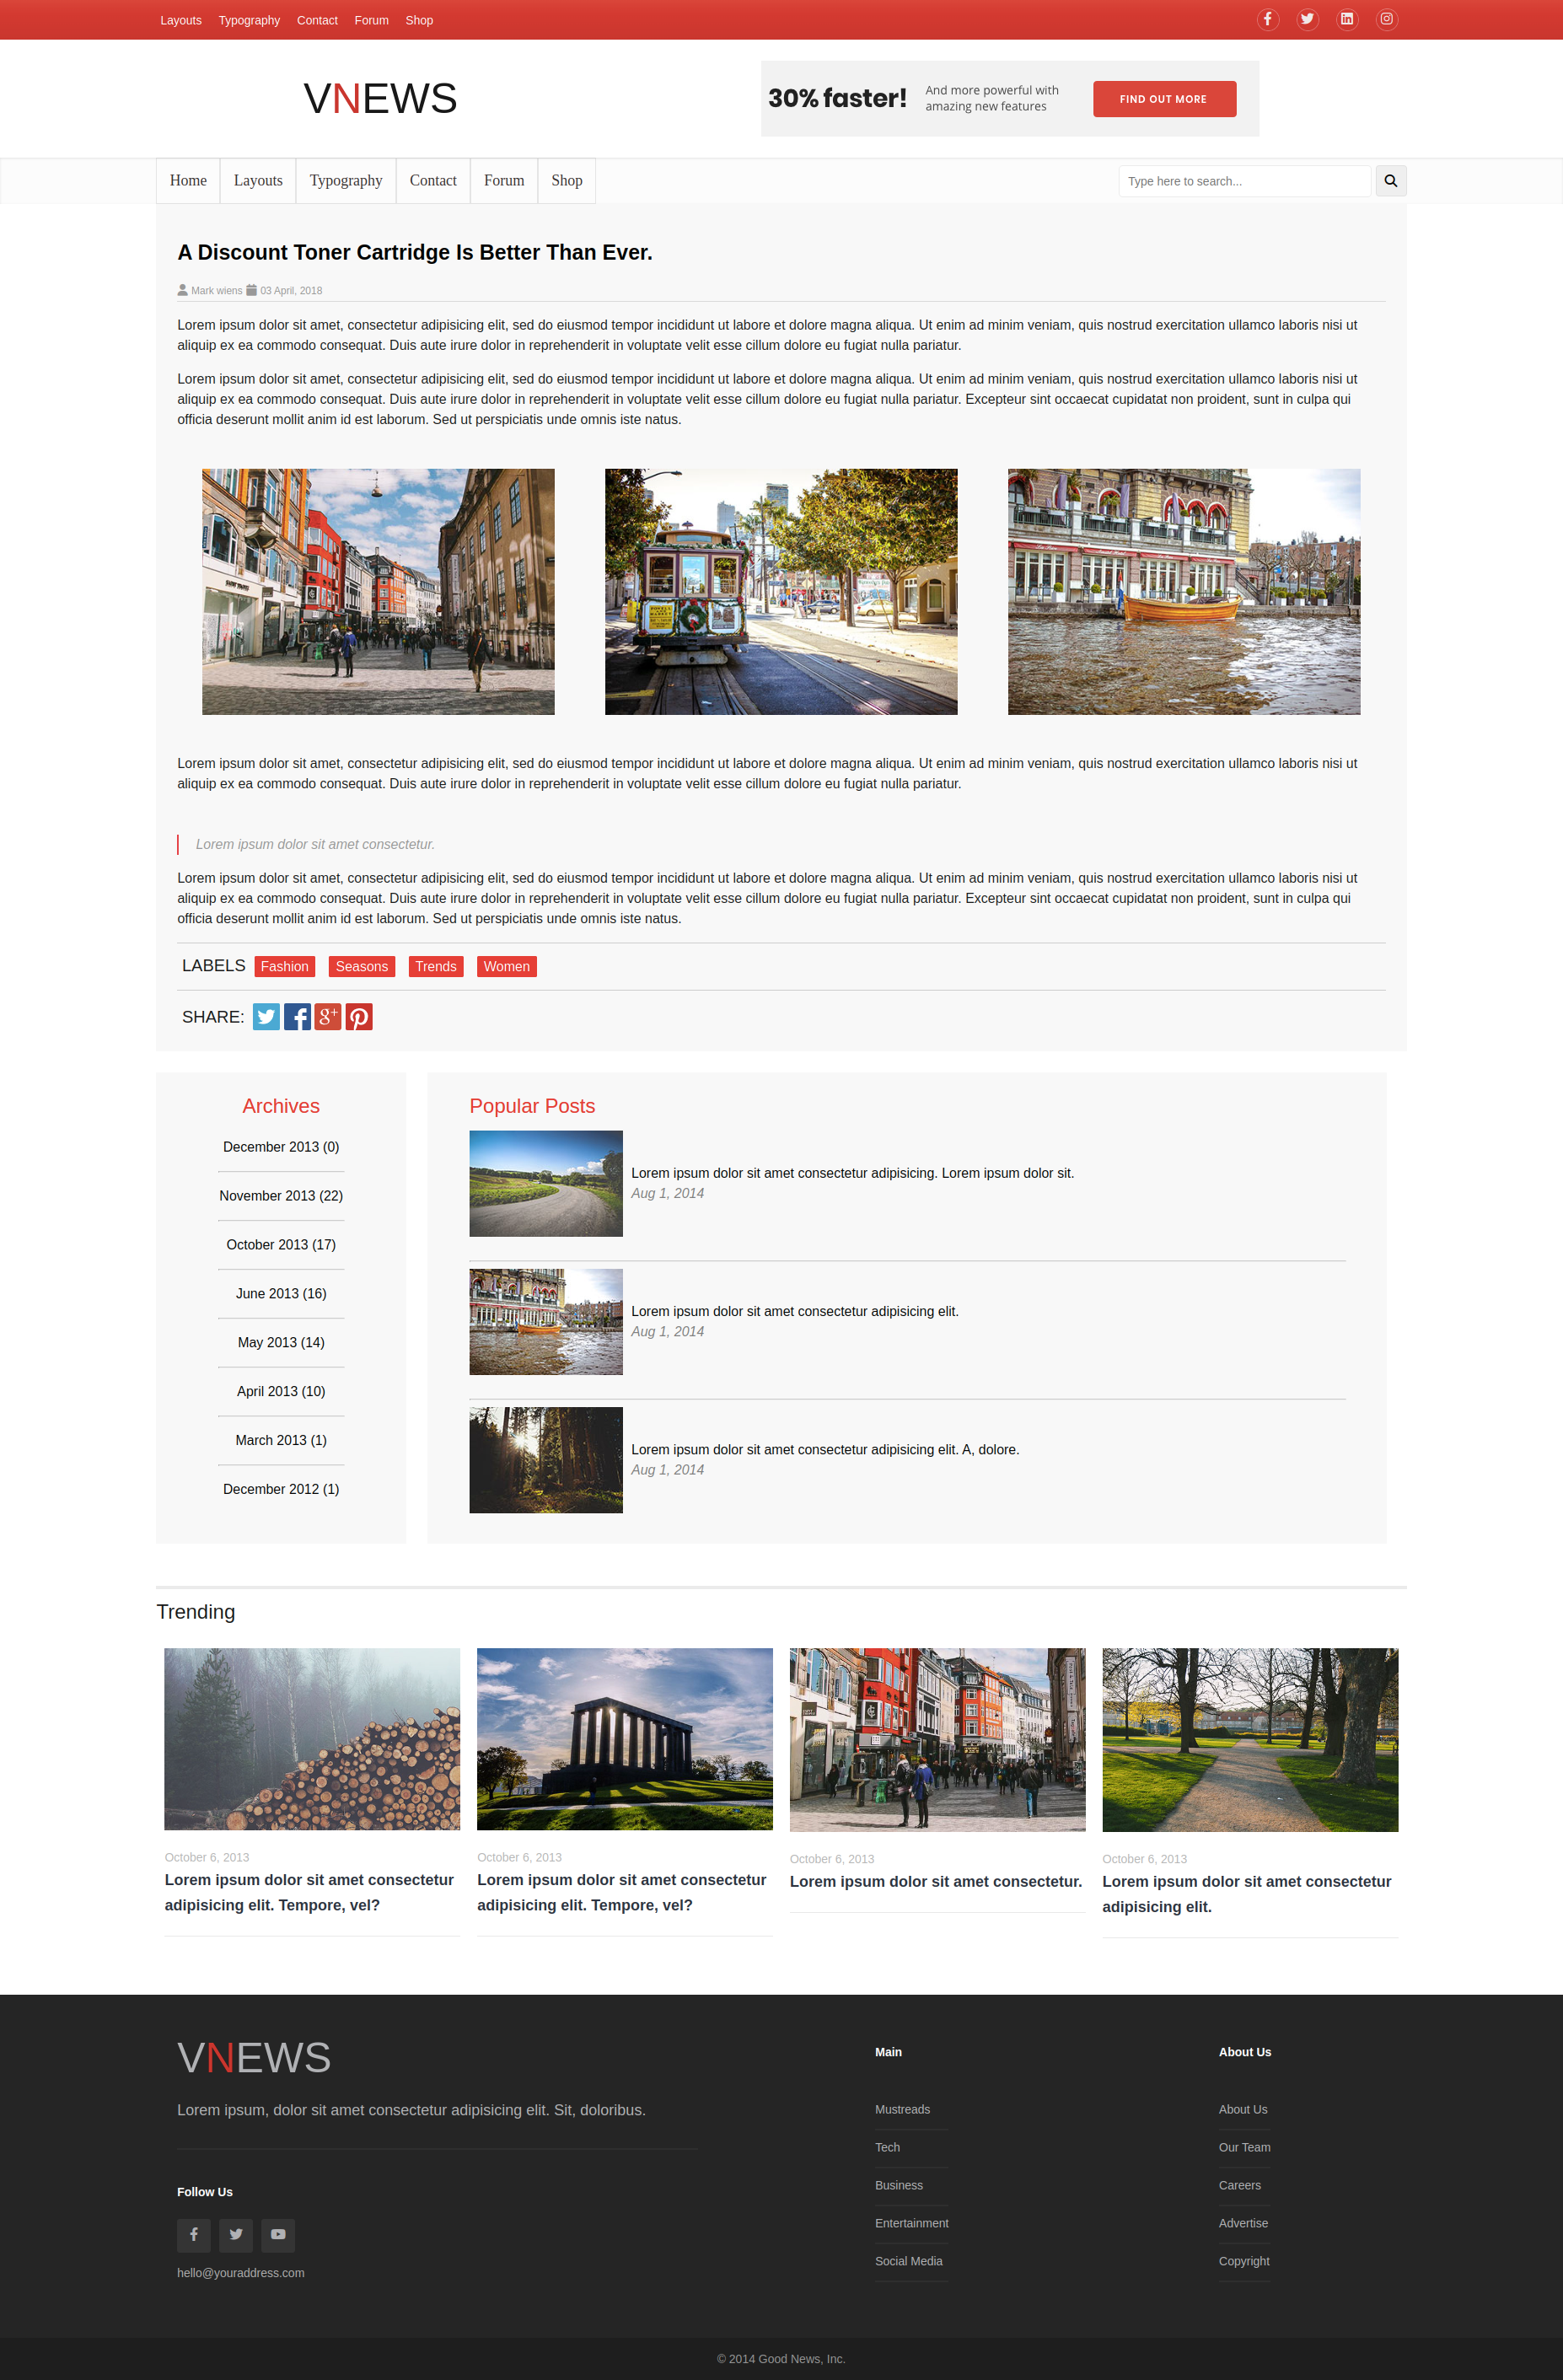 Layouts Typography Contact Forum Shop
VNEWS
30% faster!
And more powerful with
amazing new features
FIND OUT MORE
Home Layouts Typography Contact Forum Shop
Type here to search...
A Discount Toner Cartridge Is Better Than Ever.
Mark wiens 03 April, 2018
Lorem ipsum dolor sit amet, consectetur adipisicing elit, sed do eiusmod tempor incididunt ut labore et dolore magna aliqua. Ut enim ad minim veniam, quis nostrud exercitation ullamco laboris nisi ut
aliquip ex ea commodo consequat. Duis aute irure dolor in reprehenderit in voluptate velit esse cillum dolore eu fugiat nulla pariatur.
Lorem ipsum dolor sit amet, consectetur adipisicing elit, sed do eiusmod tempor incididunt ut labore et dolore magna aliqua. Ut enim ad minim veniam, quis nostrud exercitation ullamco laboris nisi ut
aliquip ex ea commodo consequat. Duis aute irure dolor in reprehenderit in voluptate velit esse cillum dolore eu fugiat nulla pariatur. Excepteur sint occaecat cupidatat non proident, sunt in culpa qui
officia deserunt mollit anim id est laborum. Sed ut perspiciatis unde omnis iste natus.
Lorem ipsum dolor sit amet, consectetur adipisicing elit, sed do eiusmod tempor incididunt ut labore et dolore magna aliqua. Ut enim ad minim veniam, quis nostrud exercitation ullamco laboris nisi ut
aliquip ex ea commodo consequat. Duis aute irure dolor in reprehenderit in voluptate velit esse cillum dolore eu fugiat nulla pariatur.
Lorem ipsum dolor sit amet consectetur.
Lorem ipsum dolor sit amet, consectetur adipisicing elit, sed do eiusmod tempor incididunt ut labore et dolore magna aliqua. Ut enim ad minim veniam, quis nostrud exercitation ullamco laboris nisi ut
aliquip ex ea commodo consequat. Duis aute irure dolor in reprehenderit in voluptate velit esse cillum dolore eu fugiat nulla pariatur. Excepteur sint occaecat cupidatat non proident, sunt in culpa qui
officia deserunt mollit anim id est laborum. Sed ut perspiciatis unde omnis iste natus.
LABELS Fashion Seasons Trends Women
SHARE:
Archives
December 2013 (0)
November 2013 (22)
October 2013 (17)
June 2013 (16)
May 2013 (14)
April 2013 (10)
March 2013 (1)
December 2012 (1)
Popular Posts
Lorem ipsum dolor sit amet consectetur adipisicing. Lorem ipsum dolor sit.
Aug 1, 2014
Lorem ipsum dolor sit amet consectetur adipisicing elit.
Aug 1, 2014
Lorem ipsum dolor sit amet consectetur adipisicing elit. A, dolore.
Aug 1, 2014
Trending
October 6, 2013
Lorem ipsum dolor sit amet consectetur
adipisicing elit. Tempore, vel?
October 6, 2013
Lorem ipsum dolor sit amet consectetur
adipisicing elit. Tempore, vel?
October 6, 2013
Lorem ipsum dolor sit amet consectetur.
October 6, 2013
Lorem ipsum dolor sit amet consectetur
adipisicing elit.
VNEWS
Lorem ipsum, dolor sit amet consectetur adipisicing elit. Sit, doloribus.
Follow Us
hello@youraddress.com
Main
Mustreads
Tech
Business
Entertainment
Social Media
About Us
About Us
Our Team
Careers
Advertise
Copyright
© 2014 Good News, Inc.